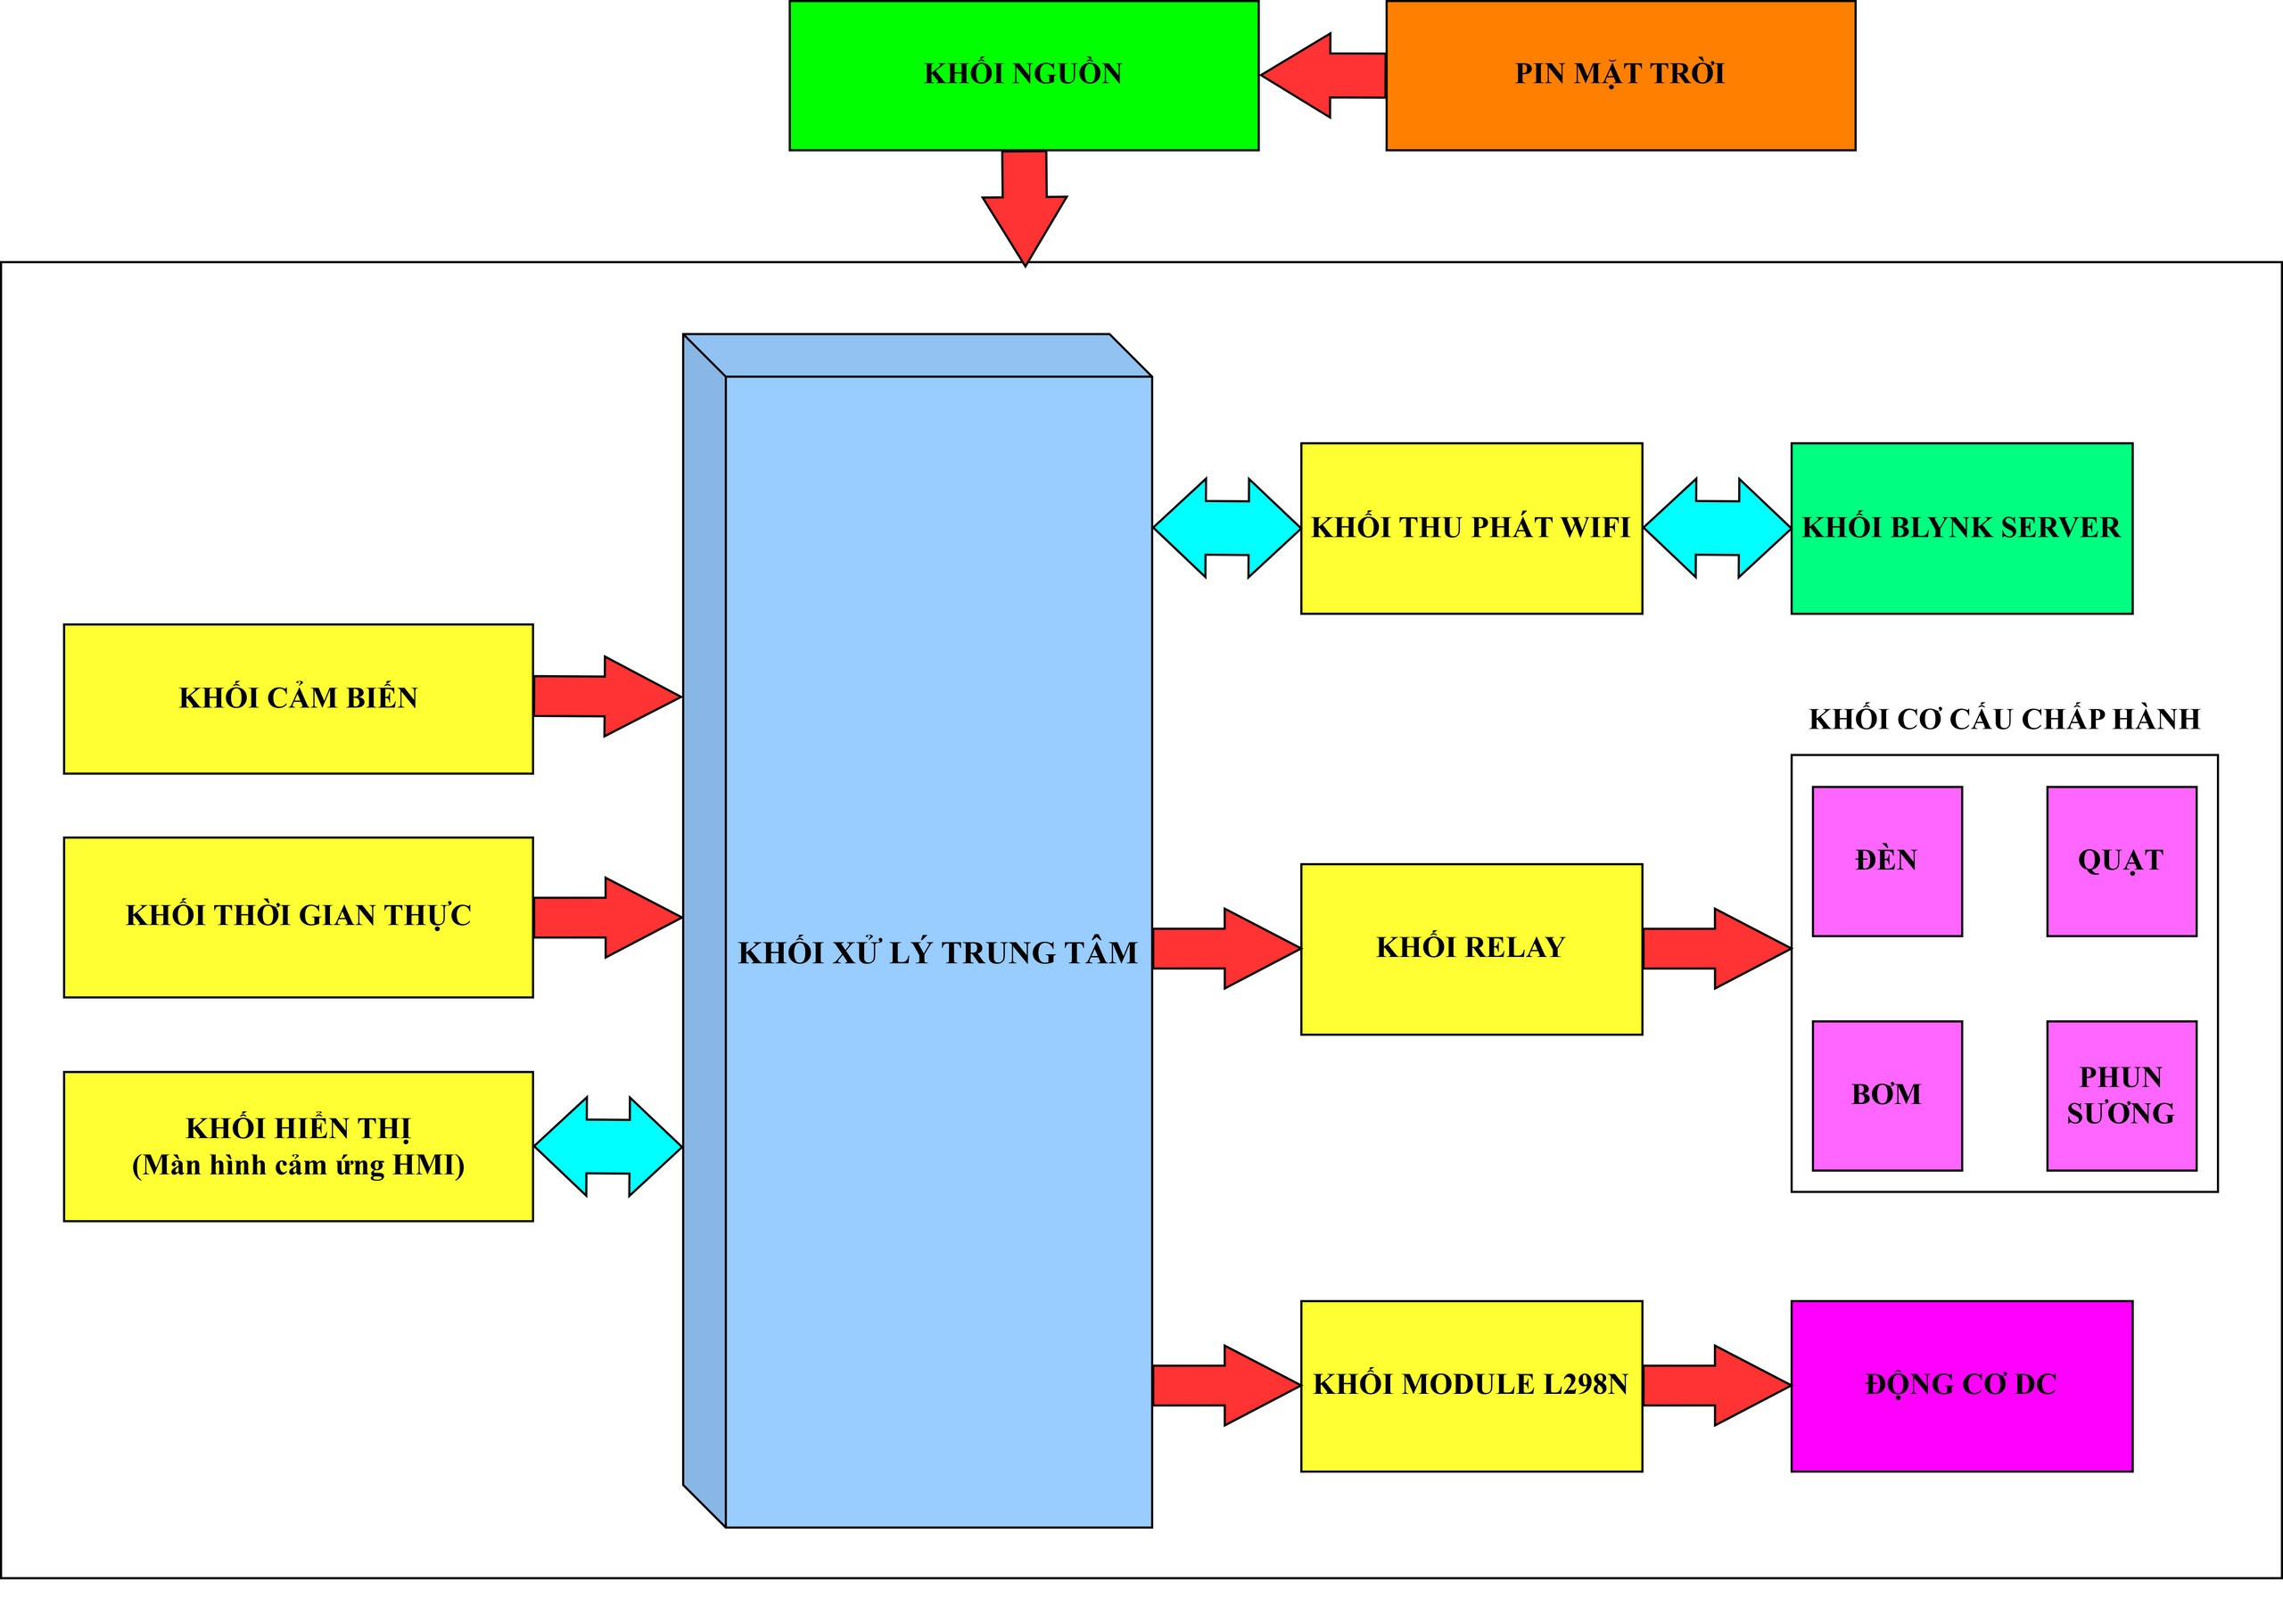 KHỐI NGUỒN
PIN MẶT TRỜI
KHỐI THU PHÁT WIFI
KHỐI BLYNK SERVER
KHỐI CẢM BIẾN
KHỐI CƠ CẤU CHẤP HÀNH
ĐÈN
QUẠT
KHỐI THỜI GIAN THỰC
KHỐI XỬ LÝ TRUNG TÂM
KHỐI RELAY
BƠM
PHUN
SƯƠNG
KHỐI HIỂN THỊ
(Màn hình cảm ứng HMI)
KHỐI MODULE L298N
ĐỘNG CƠ DC